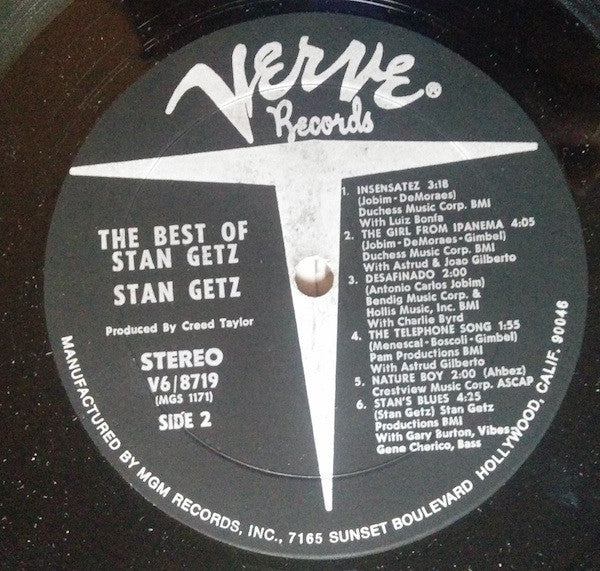 VERVE®
Records
THE BEST OF
STAN GETZ
STAN GETZ
Produced By Creed Taylor
STEREO
V6/8719
(MGS 1171)
SIDE 2
1. INSENSATEZ 3:18
(Jobim-DeMoraes)
Duchess Music Corp. BMI
With Luiz Bonfa
2. THE GIRL FROM IPANEMA 4:05
(Jobim-DeMoraes-Gimbel)
Duchess Music Corp. BMI
With Astrud & Joao Gilberto
3. DESAFINADO 2:00
(Antonio Carlos Jobim)
Bendig Music Corp. &
Hollis Music, Inc. BMI
With Charlie Byrd
4. THE TELEPHONE SONG 1:55
(Menescal-Boscoli-Gimbel)
Pam Productions BMI
With Astrud Gilberto
5. NATURE BOY 2:00 (Ahbez)
Crestview Music Corp. ASCAP
6. STAN'S BLUES 4:25
(Stan Getz) Stan Getz
Productions BMI
With Gary Burton, Vibes
Gene Cherico, Bass
MANUFACTURED BY MGM RECORDS, INC., 7165 SUNSET BOULEVARD HOLLYWOOD, CALIF. 90046